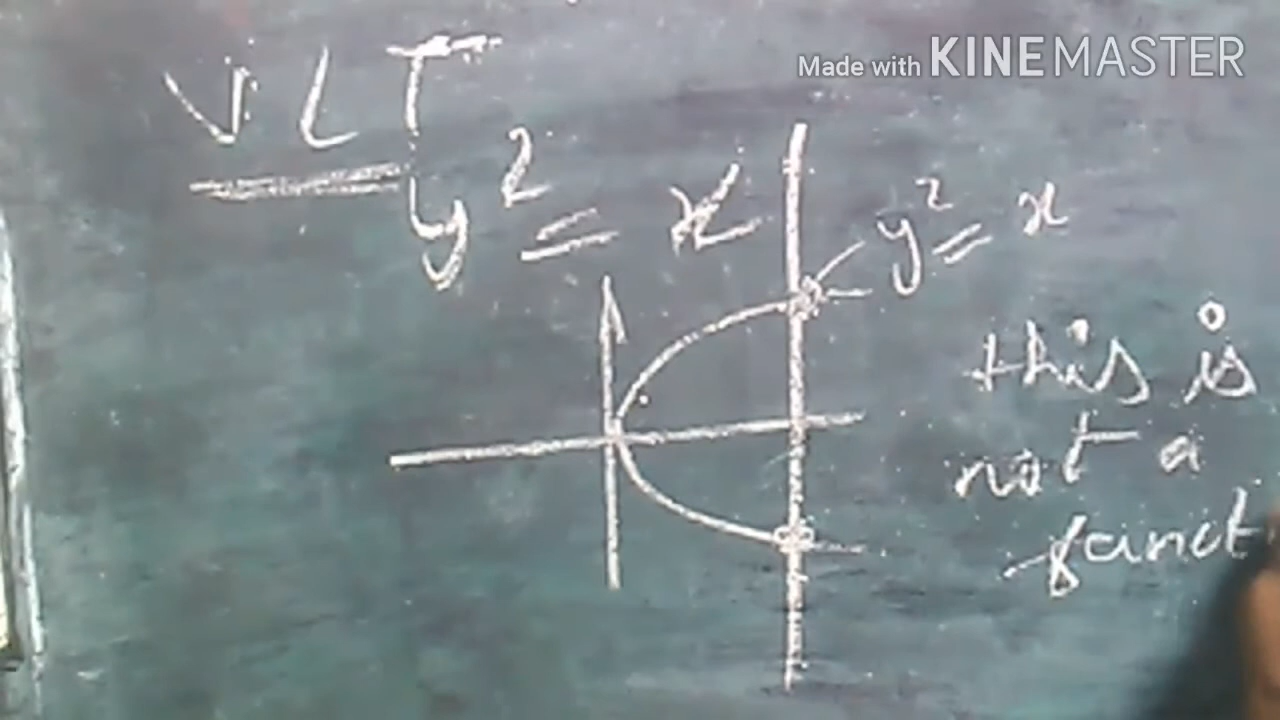 Made with KINEMASTER
VLT
y² = x
y² = x
this is
not a
funct